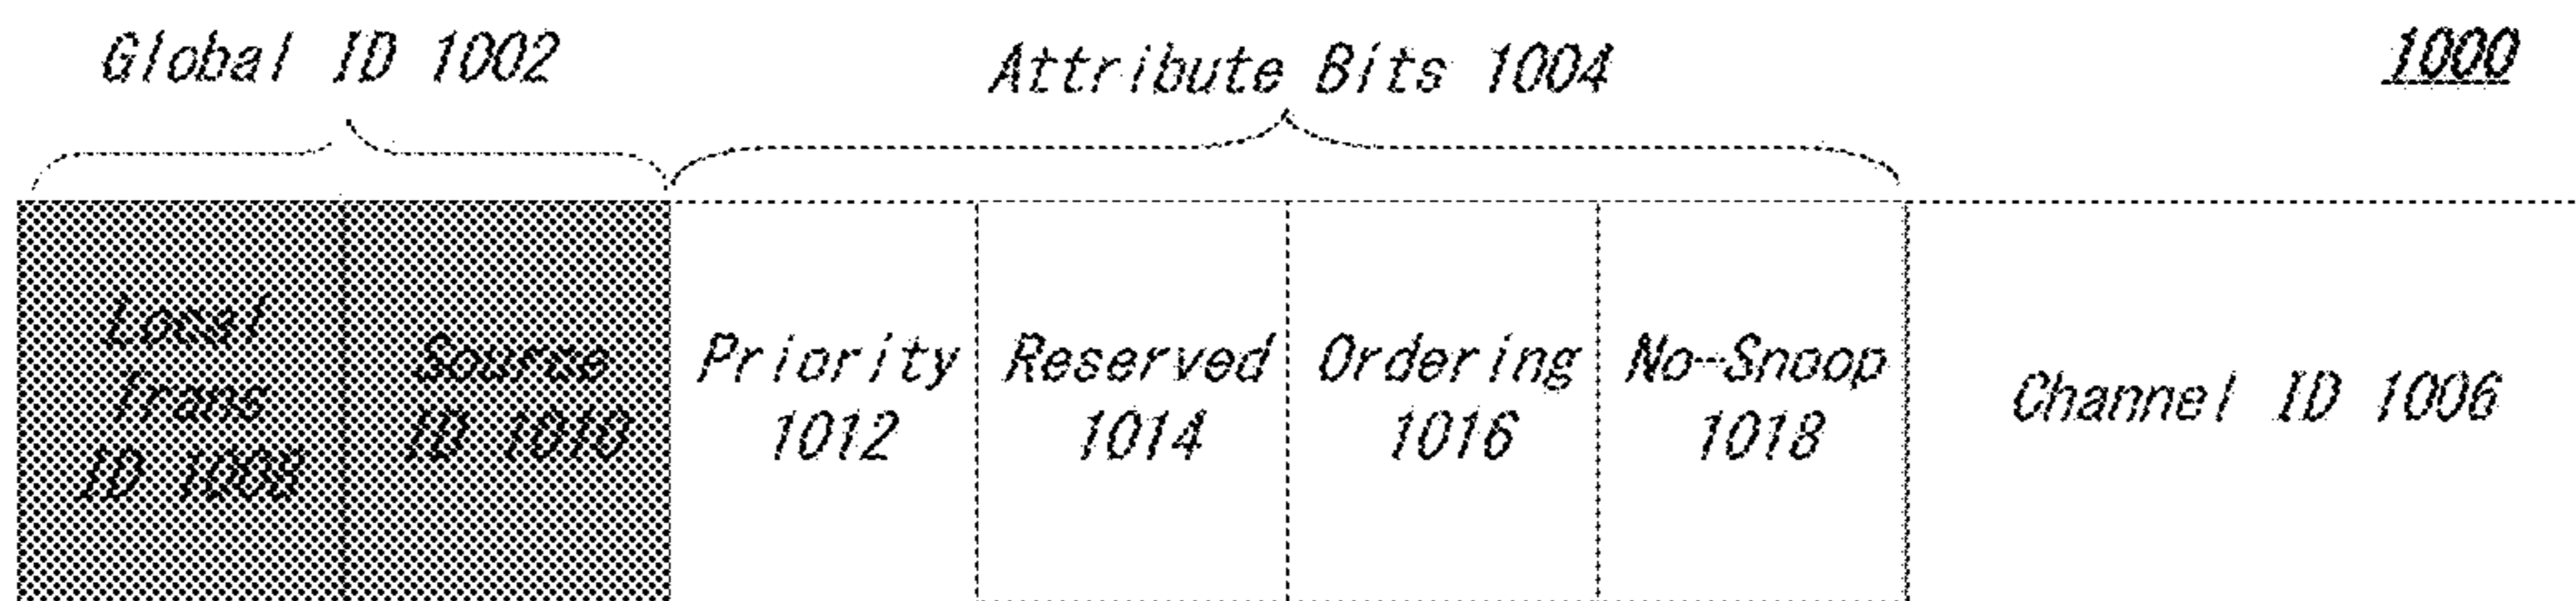 Global ID 1002
Attribute Bits 1004
1000
Local
Trans
ID 1008
Source
ID 1010
Priority
1012
Reserved
1014
Ordering
1016
No-Snoop
1018
Channel ID 1006